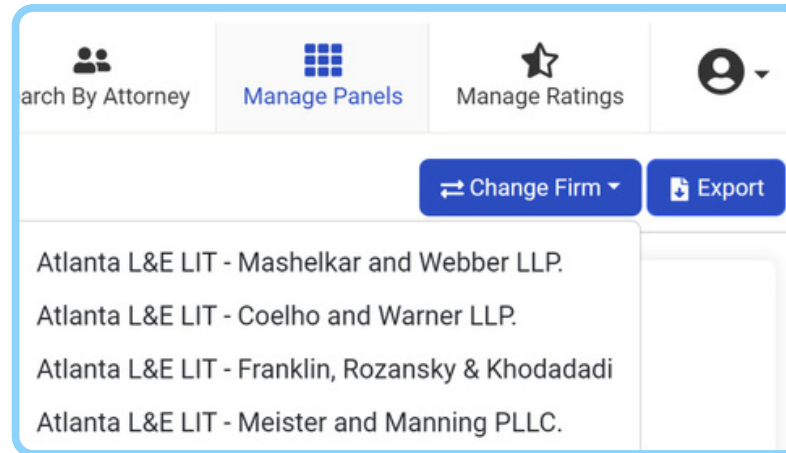 arch By Attorney
Manage Panels
Manage Ratings
Change Firm
Export
Atlanta L&E LIT - Mashelkar and Webber LLP.
Atlanta L&E LIT - Coelho and Warner LLP.
Atlanta L&E LIT - Franklin, Rozansky & Khodadadi
Atlanta L&E LIT - Meister and Manning PLLC.